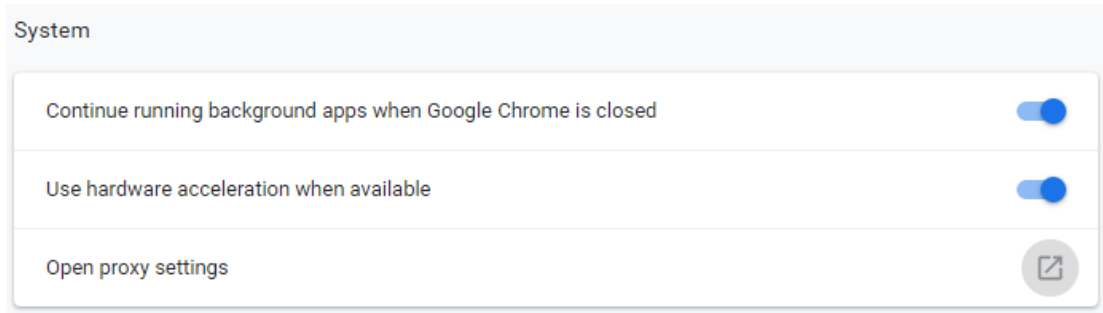 System
Continue running background apps when Google Chrome is closed
Use hardware acceleration when available
Open proxy settings